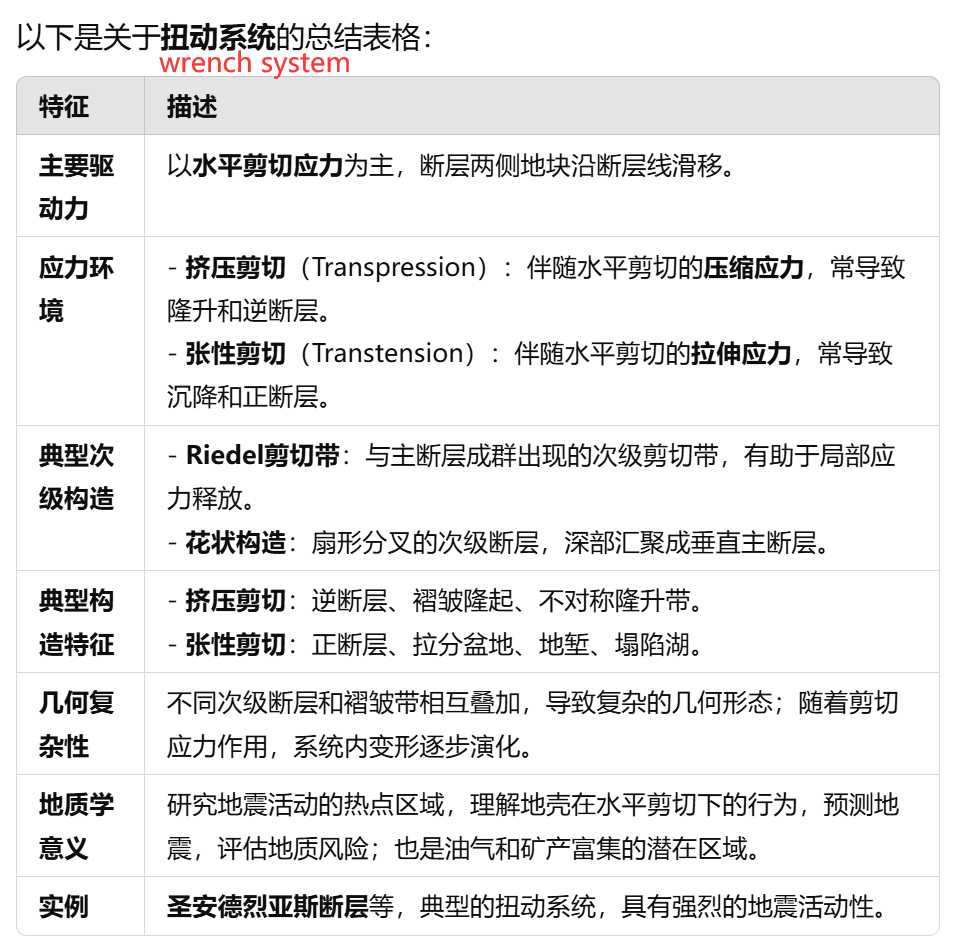 以下是关于扭动系统的总结表格：
wrench system
特征 描述
主要驱 以水平剪切应力为主，断层两侧地块沿断层线滑移。
动力
应力环 - 挤压剪切（Transpression）：伴随水平剪切的压缩应力，常导致
境 隆升和逆断层。
- 张性剪切（Transtension）：伴随水平剪切的拉伸应力，常导致
沉降和正断层。
典型次 - Riedel剪切带：与主断层成群出现的次级剪切带，有助于局部应
级构造 力释放。
- 花状构造：扇形分叉的次级断层，深部汇聚成垂直主断层。
典型构 - 挤压剪切：逆断层、褶皱隆起、不对称隆升带。
造特征 - 张性剪切：正断层、拉分盆地、地堑、塌陷湖。
几何复 不同次级断层和褶皱带相互叠加，导致复杂的几何形态；随着剪切
杂性 应力作用，系统内变形逐步演化。
地质学 研究地震活动的热点区域，理解地壳在水平剪切下的行为，预测地
意义 震，评估地质风险；也是油气和矿产富集的潜在区域。
实例 圣安德烈亚斯断层等，典型的扭动系统，具有强烈的地震活动性。